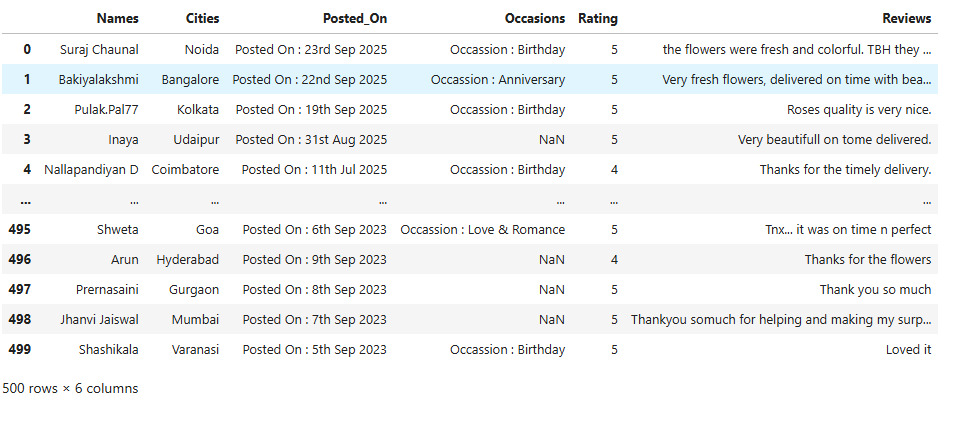 Names Cities Posted_On Occasions Rating Reviews
0 Suraj Chaunal Noida Posted On : 23rd Sep 2025 Occassion : Birthday 5 the flowers were fresh and colorful. TBH they ...
1 Bakiyalakshmi Bangalore Posted On : 22nd Sep 2025 Occassion : Anniversary 5 Very fresh flowers, delivered on time with bea...
2 Pulak.Pal77 Kolkata Posted On : 19th Sep 2025 Occassion : Birthday 5 Roses quality is very nice.
3 Inaya Udaipur Posted On : 31st Aug 2025 NaN 5 Very beautifull on tome delivered.
4 Nallapandiyan D Coimbatore Posted On : 11th Jul 2025 Occassion : Birthday 4 Thanks for the timely delivery.
... ... ... ... ... ... ...
495 Shweta Goa Posted On : 6th Sep 2023 Occassion : Love & Romance 5 Tnx... it was on time n perfect
496 Arun Hyderabad Posted On : 9th Sep 2023 NaN 4 Thanks for the flowers
497 Prernasaini Gurgaon Posted On : 8th Sep 2023 NaN 5 Thank you so much
498 Jhanvi Jaiswal Mumbai Posted On : 7th Sep 2023 NaN 5 Thankyou somuch for helping and making my surp...
499 Shashikala Varanasi Posted On : 5th Sep 2023 Occassion : Birthday 5 Loved it
500 rows × 6 columns